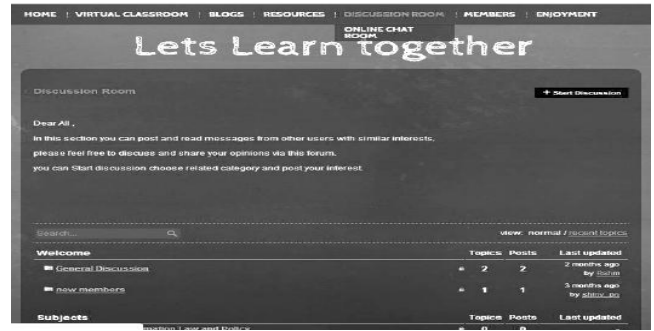 HOME | VIRTUAL CLASSROOM | BLOGS | RESOURCES | DISCUSSION ROOM | MEMBERS | ENJOYMENT
ONLINE CHAT
ROOM
Lets Learn together
Discussion Room
+ Start Discussion
Dear All ,
In this section you can post and read messages from other users with similar interests,
please feel free to discuss and share your opinions via this forum.
you can Start discussion choose related category and post your interest.
Search...
view: normal / recent topics
Welcome Topics Posts Last updated
General Discussion 2 2 2 months ago
by
new members 1 1 3 months ago
by
Subjects Topics Posts Last updated
Law and Policy 0 0